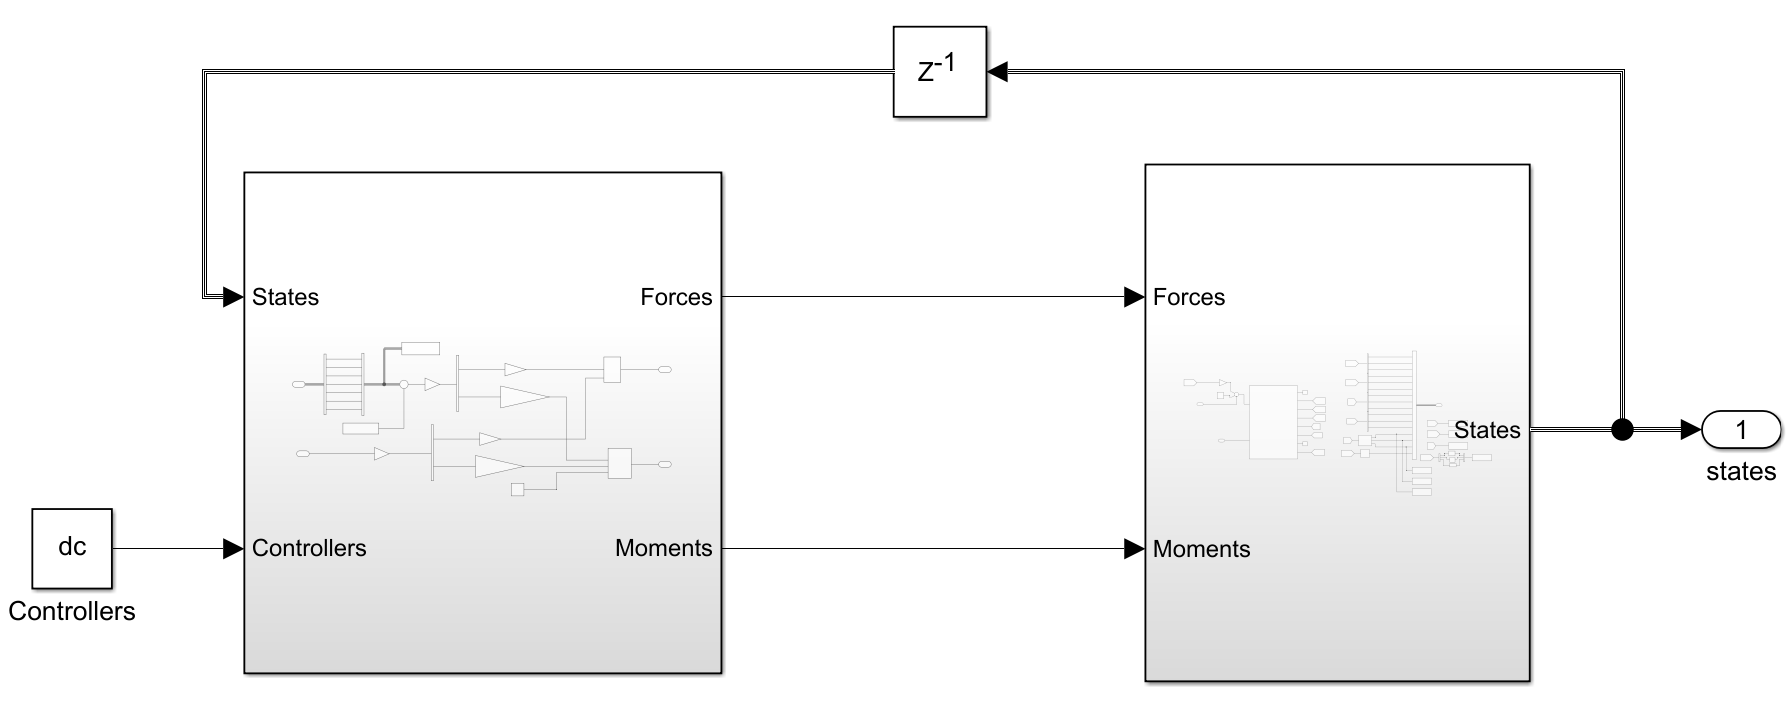 Z-1
States
Forces
Forces
States
1
states
dc
Controllers
Controllers
Moments
Moments